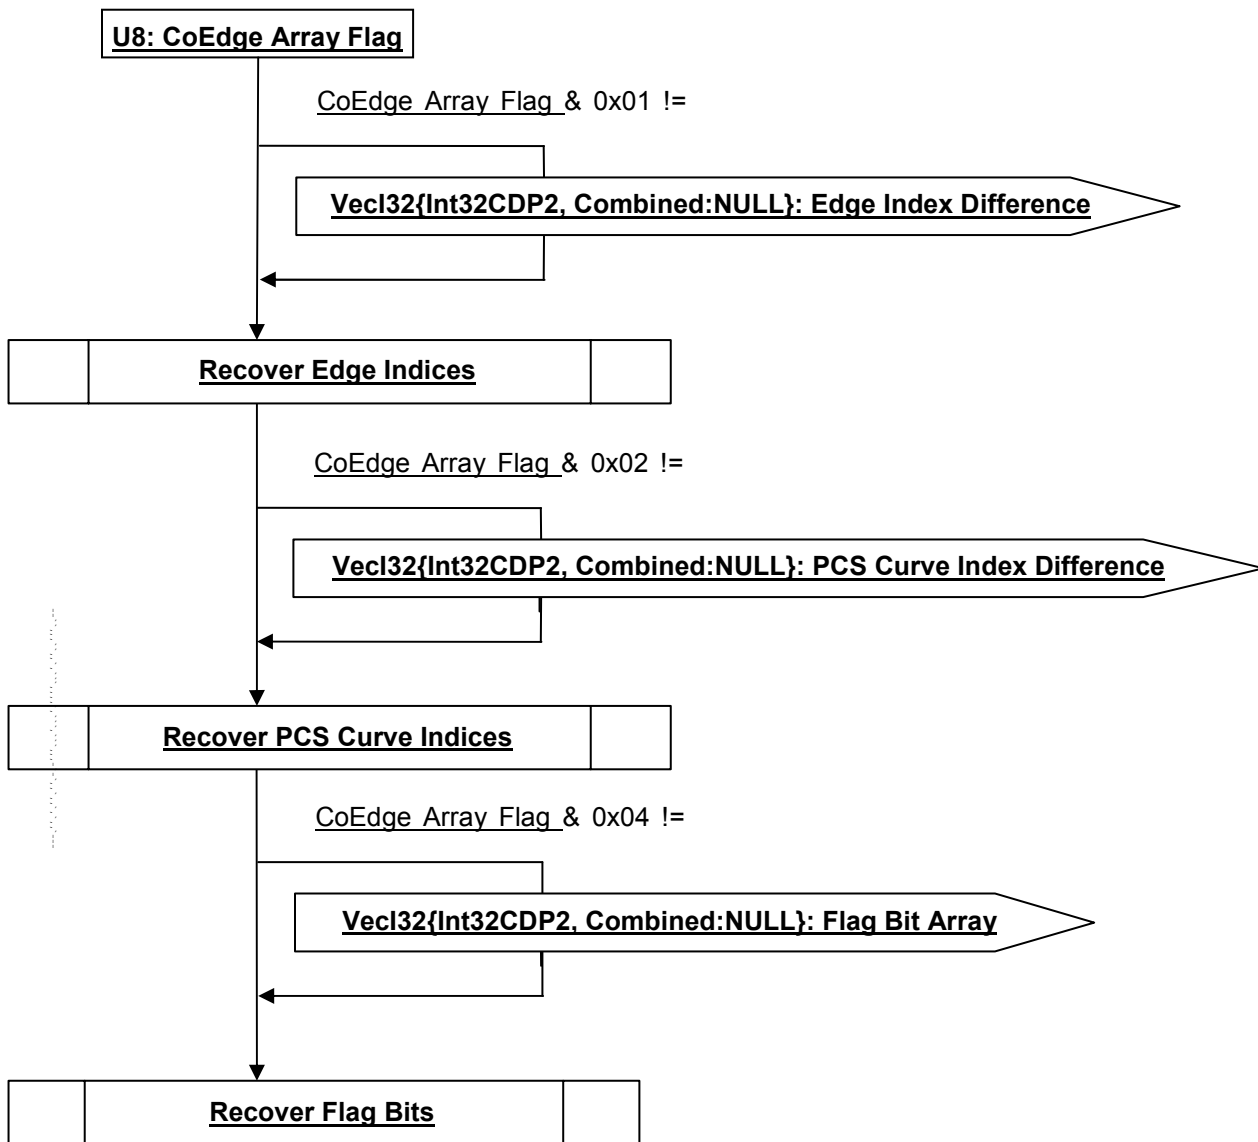 U8: CoEdge Array Flag
CoEdge Array Flag & 0x01 !=
VecI32{Int32CDP2, Combined:NULL}: Edge Index Difference
Recover Edge Indices
CoEdge Array Flag & 0x02 !=
VecI32{Int32CDP2, Combined:NULL}: PCS Curve Index Difference
Recover PCS Curve Indices
CoEdge Array Flag & 0x04 !=
VecI32{Int32CDP2, Combined:NULL}: Flag Bit Array
Recover Flag Bits